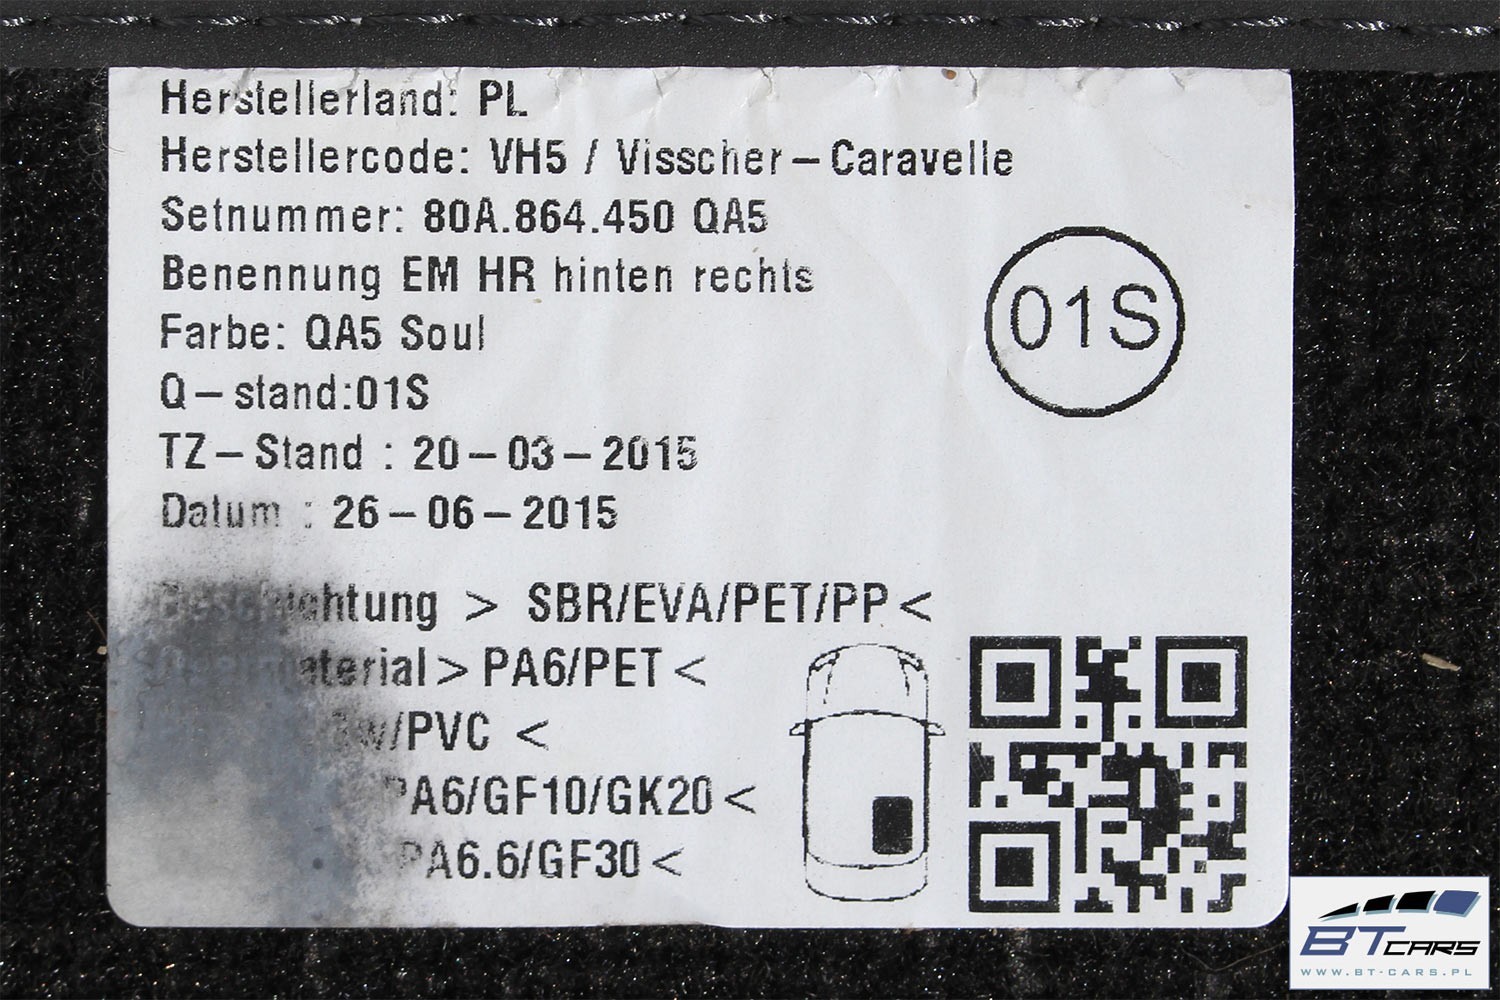 Herstellerland: PL
Herstellercode: VH5 / Visscher-Caravelle
Setnummer: 80A.864.450 QA5
Benennung EM HR hinten rechts
Farbe: QA5 Soul
Q-stand:01S
TZ-Stand : 20-03-2015
Datum : 26-06-2015
01S
Beschichtung > SBR/EVA/PET/PP<
> PA6/PET <
/PVC <
PA6/GF10/GK20 <
PA6.6/GF30 <
BTCARS
WWW.BT-CARS.PL